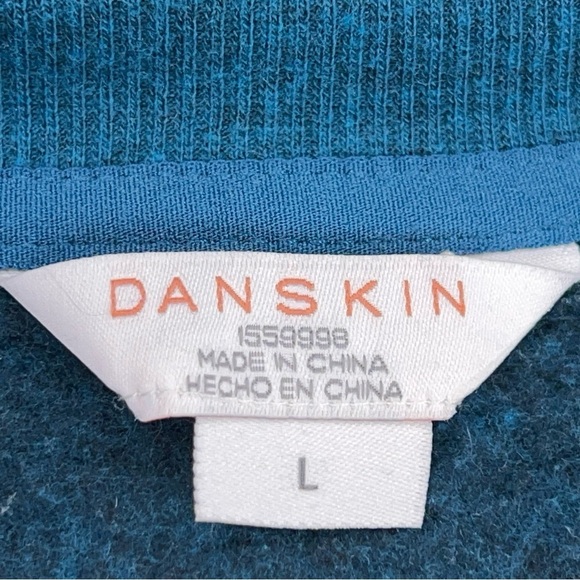 DANSKIN
1559998
MADE IN CHINA
HECHO EN CHINA
L